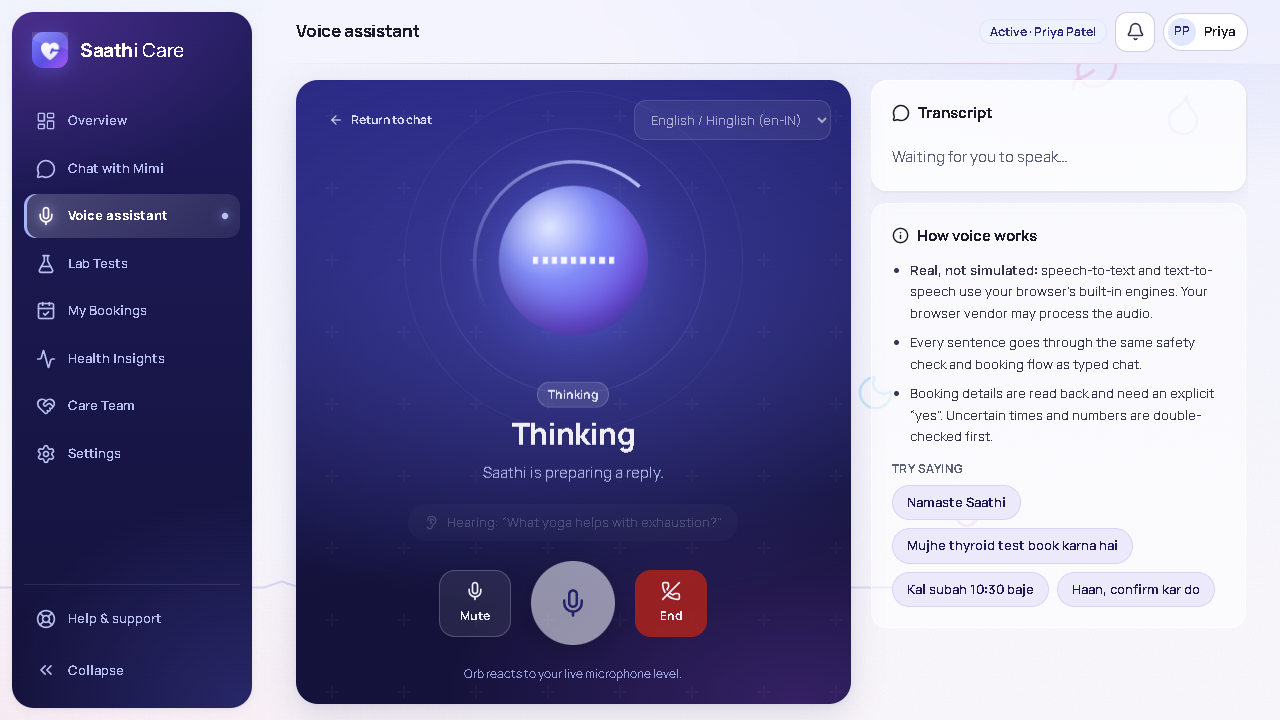 Saathi Care
Overview
Chat with Mimi
Voice assistant
Lab Tests
My Bookings
Health Insights
Care Team
Settings
Help & support
Collapse
Voice assistant
Active · Priya Patel
PP
Priya
Return to chat
English / Hinglish (en-IN)
Thinking
Thinking
Saathi is preparing a reply.
Hearing: "What yoga helps with exhaustion?"
Mute
End
Orb reacts to your live microphone level.
Transcript
Waiting for you to speak...
How voice works
Real, not simulated: speech-to-text and text-to-
speech use your browser's built-in engines. Your
browser vendor may process the audio.
Every sentence goes through the same safety
check and booking flow as typed chat.
Booking details are read back and need an explicit
"yes". Uncertain times and numbers are double-
checked first.
TRY SAYING
Namaste Saathi
Mujhe thyroid test book karna hai
Kal subah 10:30 baje
Haan, confirm kar do